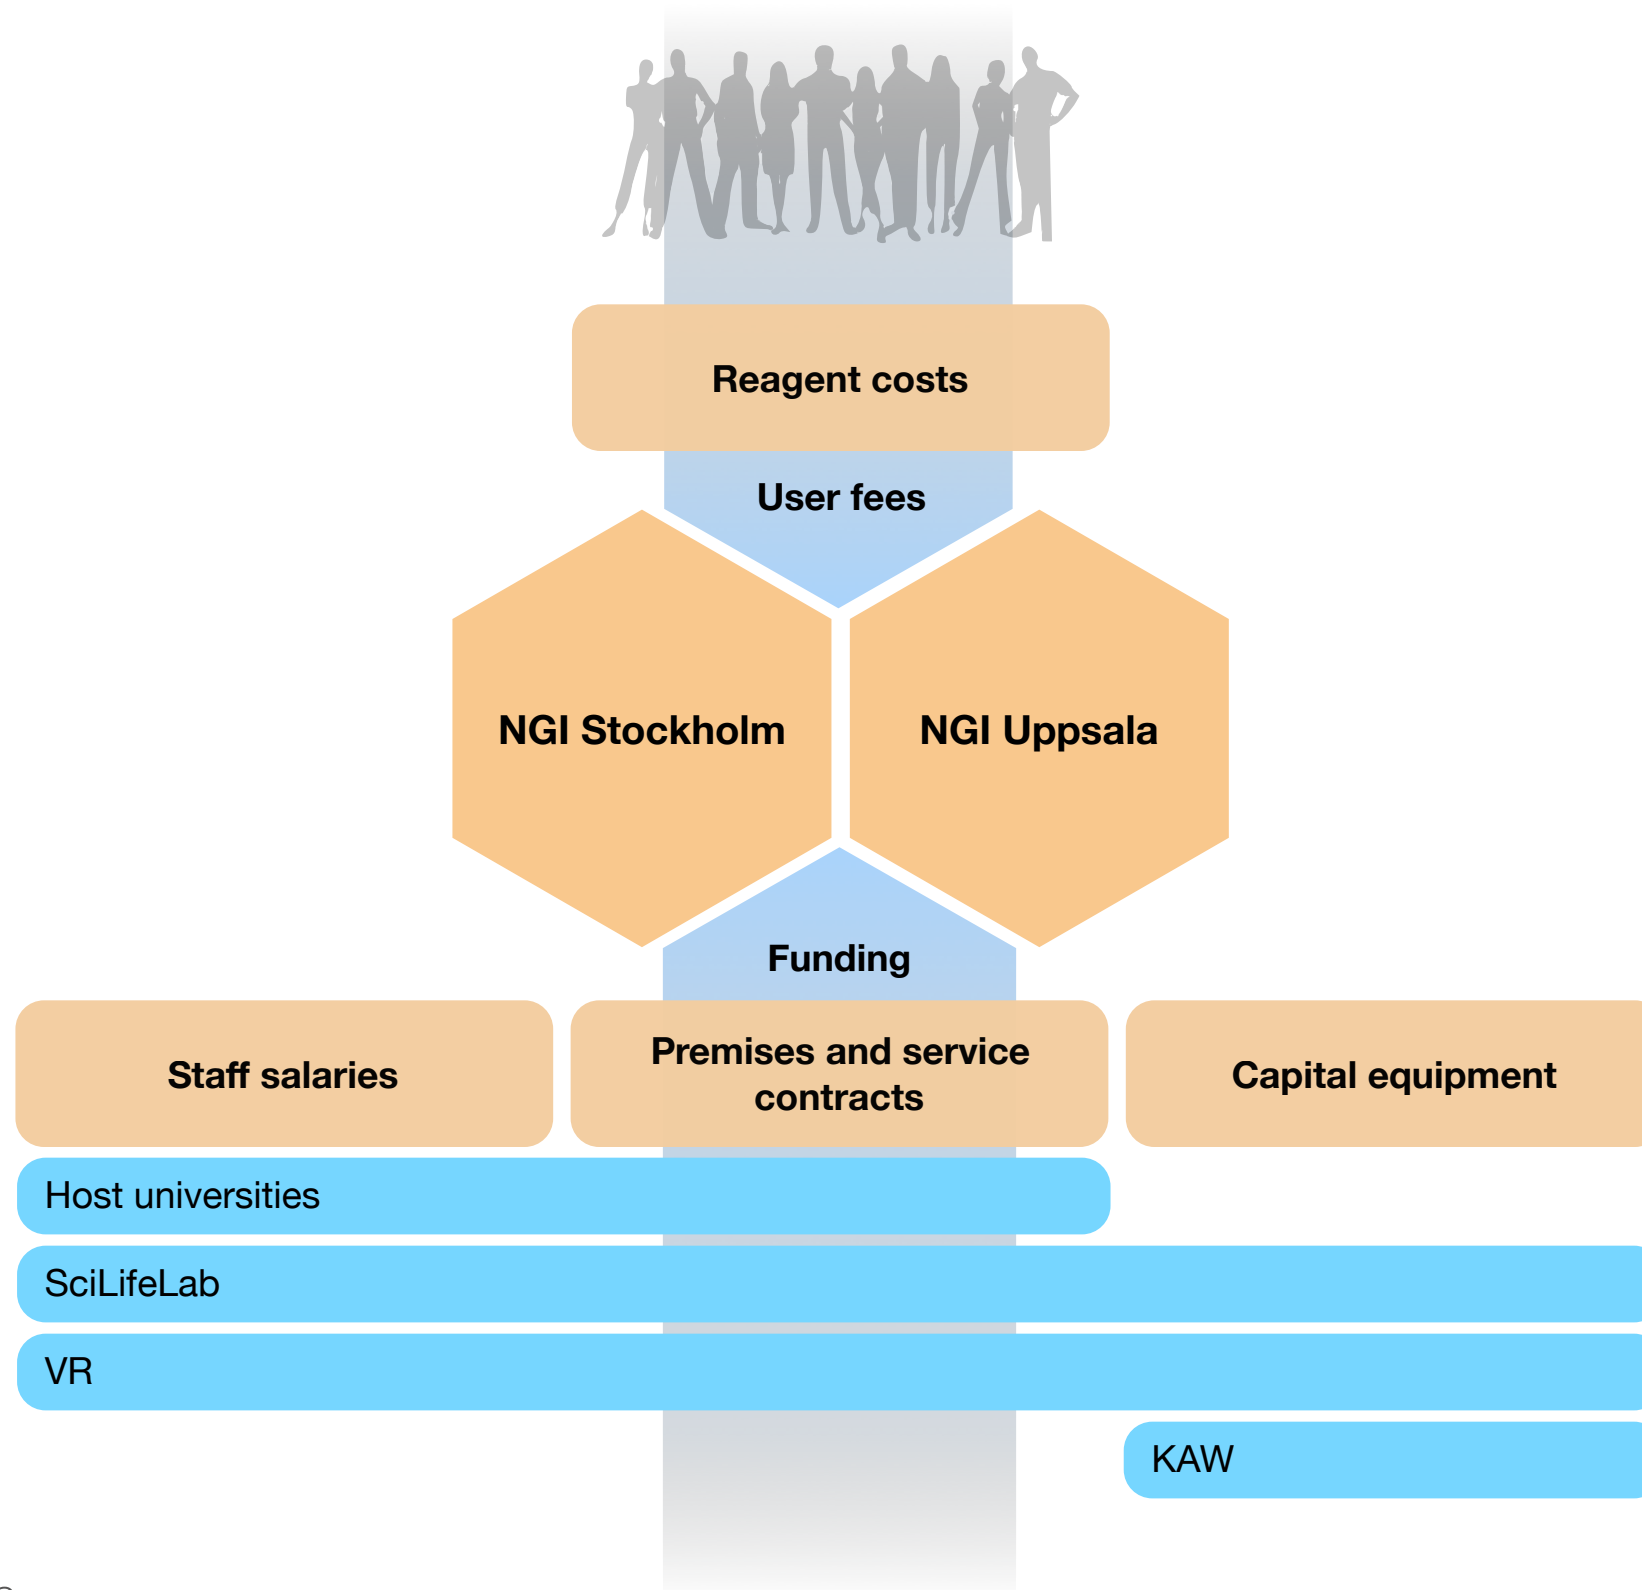 Reagent costs
User fees
NGI Stockholm
NGI Uppsala
Funding
Staff salaries
Premises and service
contracts
Capital equipment
Host universities
SciLifeLab
VR
KAW